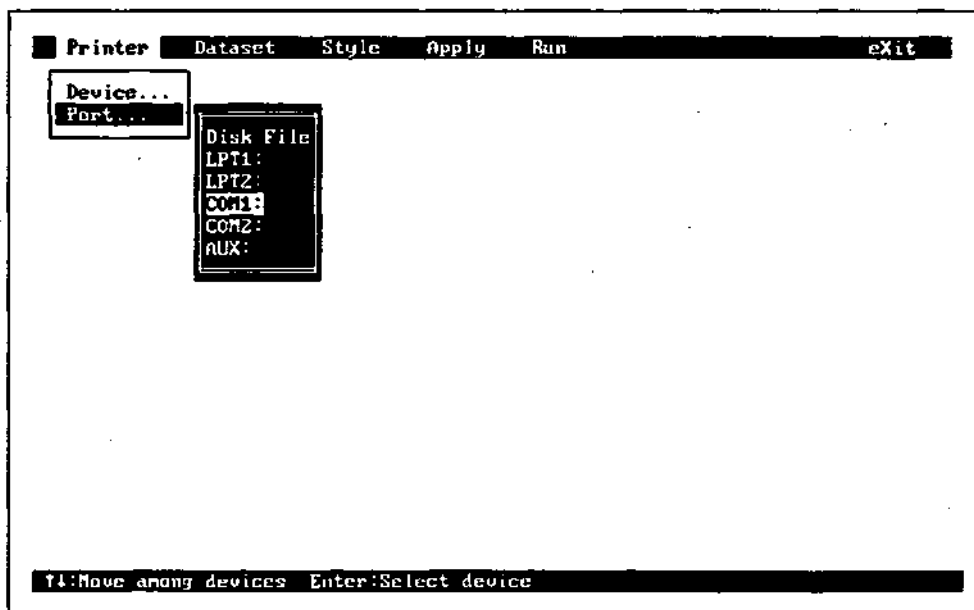 Printer Dataset Style Apply Run eXit
Device...
Port...
Disk File
LPT1:
LPT2:
COM1:
COM2:
AUX:
↑↓:Move among devices Enter:Select device